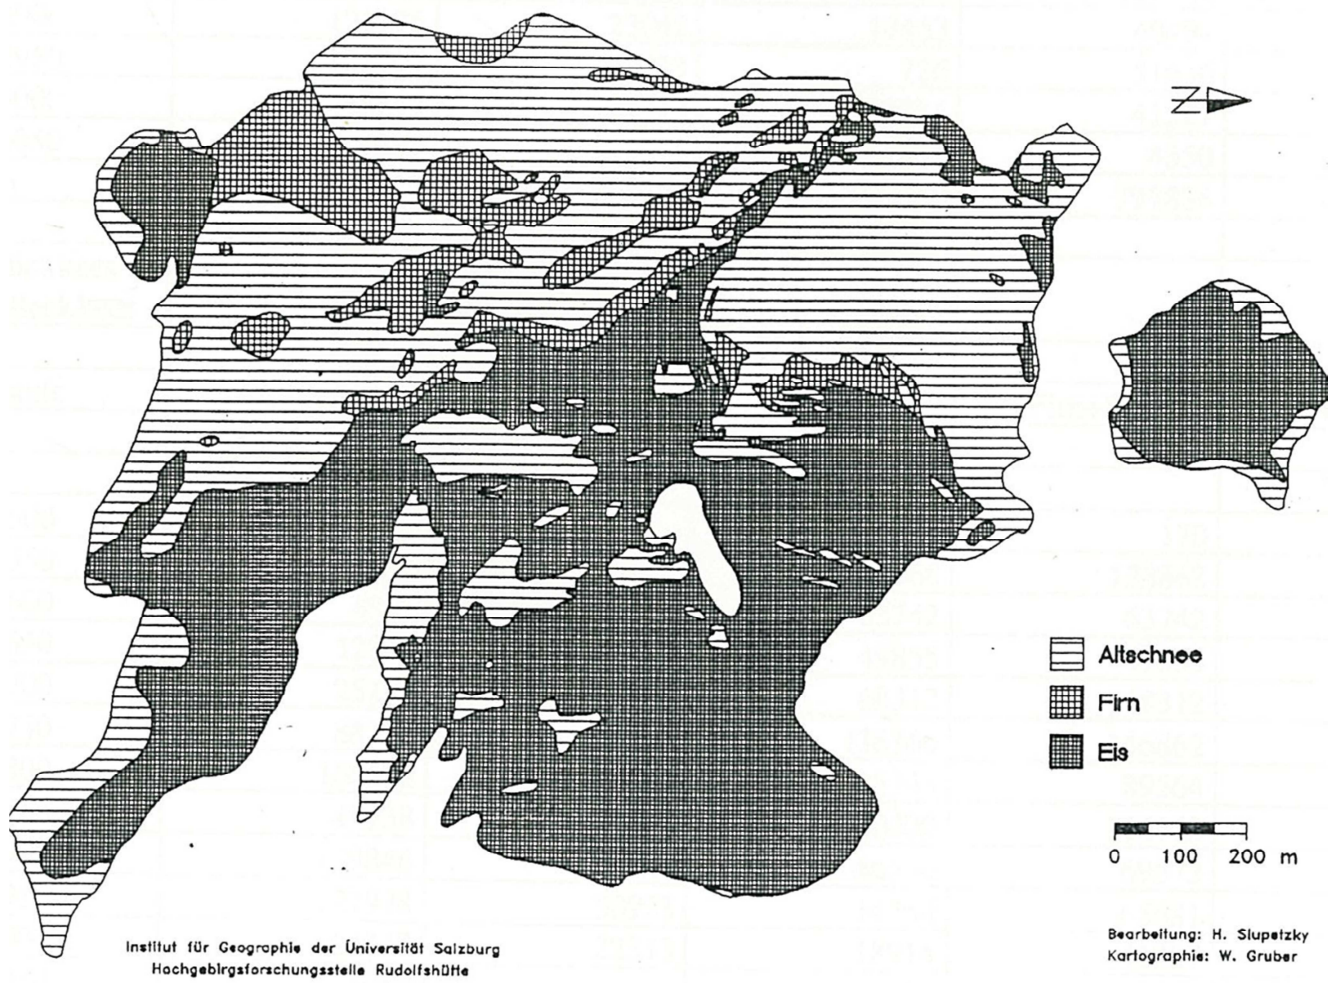 N
Altschnee
Firn
Eis
0 100 200 m
Institut für Geographie der Universität Salzburg
Hochgebirgsforschungsstelle Rudolfshütte
Bearbeitung: H. Slupetzky
Kartographie: W. Gruber